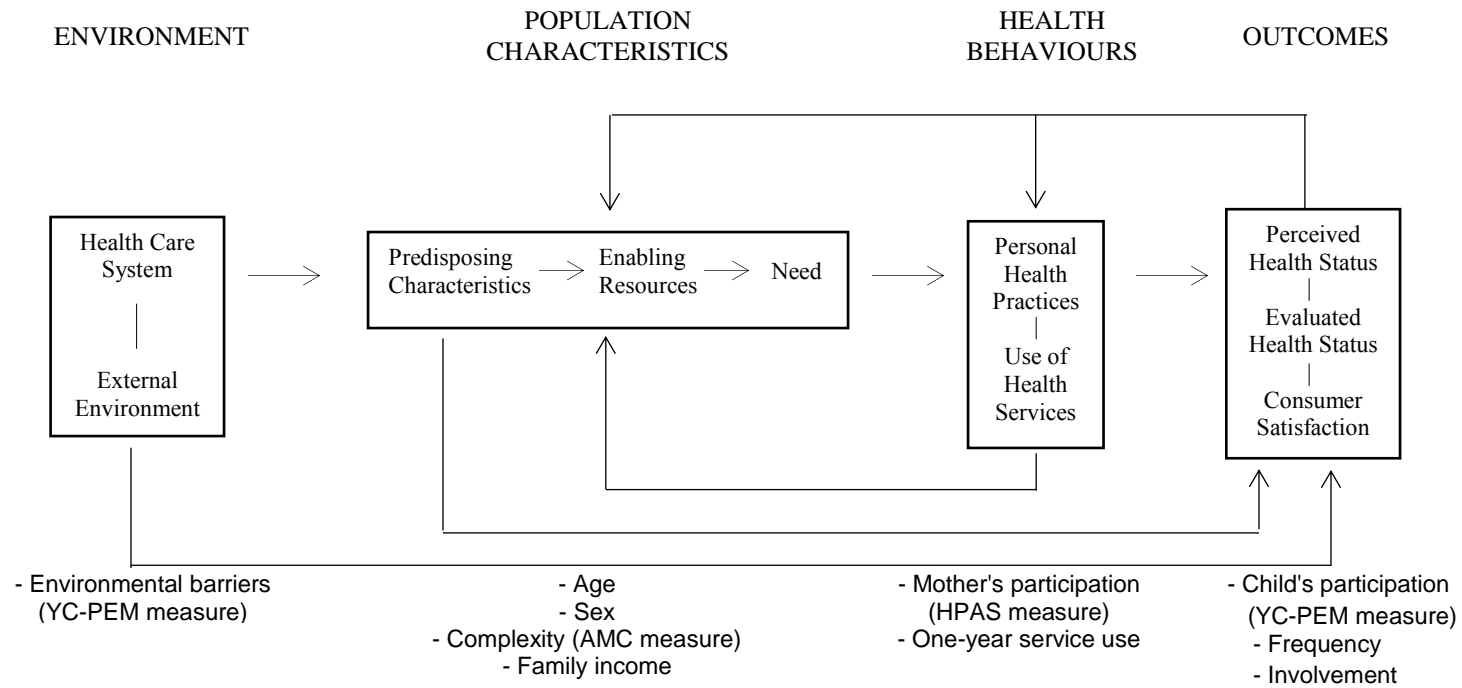 ENVIRONMENT
POPULATION
CHARACTERISTICS
HEALTH
BEHAVIOURS
OUTCOMES
Health Care
System
External
Environment
Predisposing
Characteristics
Enabling
Resources
Need
Personal
Health
Practices
Use of
Health
Services
Perceived
Health Status
Evaluated
Health Status
Consumer
Satisfaction
- Environmental barriers
(YC-PEM measure)
- Age
- Sex
- Complexity (AMC measure)
- Family income
- Mother's participation
(HPAS measure)
- One-year service use
- Child's participation
(YC-PEM measure)
- Frequency
- Involvement